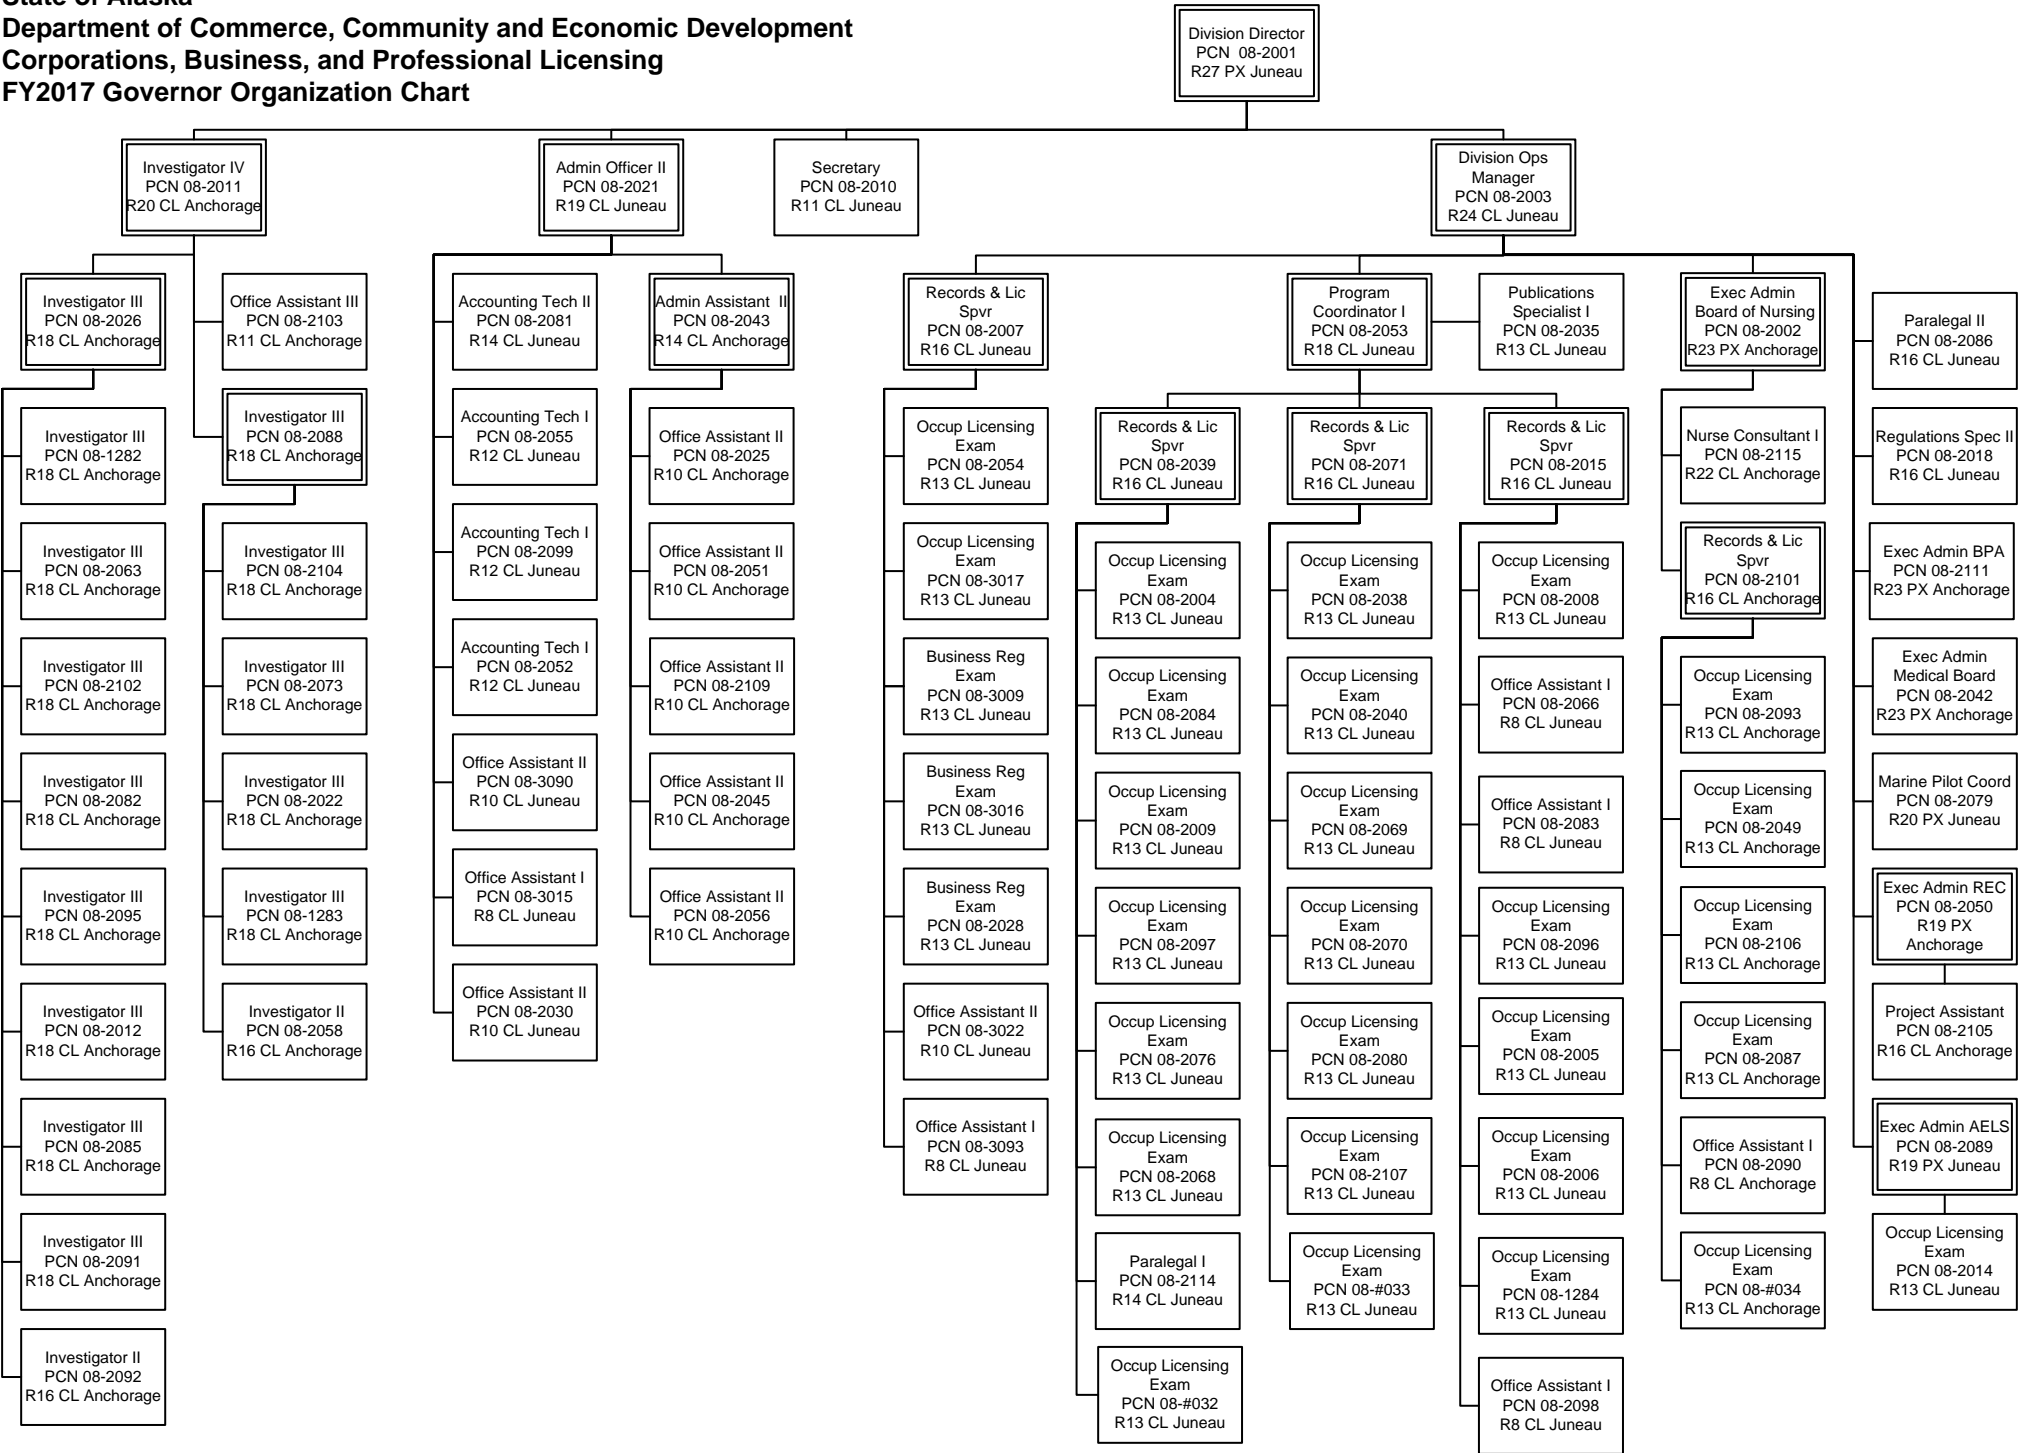 State of Alaska
Department of Commerce, Community and Economic Development
Corporations, Business, and Professional Licensing
FY2017 Governor Organization Chart
Division Director
PCN 08-2001
R27 PX Juneau
Investigator IV
PCN 08-2011
R20 CL Anchorage
Admin Officer II
PCN 08-2021
R19 CL Juneau
Secretary
PCN 08-2010
R11 CL Juneau
Division Ops
Manager
PCN 08-2003
R24 CL Juneau
Investigator III
PCN 08-2026
R18 CL Anchorage
Investigator III
PCN 08-1282
R18 CL Anchorage
Investigator III
PCN 08-2063
R18 CL Anchorage
Investigator III
PCN 08-2102
R18 CL Anchorage
Investigator III
PCN 08-2082
R18 CL Anchorage
Investigator III
PCN 08-2095
R18 CL Anchorage
Investigator III
PCN 08-2012
R18 CL Anchorage
Investigator III
PCN 08-2085
R18 CL Anchorage
Investigator III
PCN 08-2091
R18 CL Anchorage
Investigator II
PCN 08-2092
R16 CL Anchorage
Office Assistant III
PCN 08-2103
R11 CL Anchorage
Investigator III
PCN 08-2088
R18 CL Anchorage
Investigator III
PCN 08-2104
R18 CL Anchorage
Investigator III
PCN 08-2073
R18 CL Anchorage
Investigator III
PCN 08-2022
R18 CL Anchorage
Investigator III
PCN 08-1283
R18 CL Anchorage
Investigator II
PCN 08-2058
R16 CL Anchorage
Accounting Tech II
PCN 08-2081
R14 CL Juneau
Accounting Tech I
PCN 08-2055
R12 CL Juneau
Accounting Tech I
PCN 08-2099
R12 CL Juneau
Accounting Tech I
PCN 08-2052
R12 CL Juneau
Office Assistant II
PCN 08-3090
R10 CL Juneau
Office Assistant I
PCN 08-3015
R8 CL Juneau
Office Assistant II
PCN 08-2030
R10 CL Juneau
Admin Assistant II
PCN 08-2043
R14 CL Anchorage
Office Assistant II
PCN 08-2025
R10 CL Anchorage
Office Assistant II
PCN 08-2051
R10 CL Anchorage
Office Assistant II
PCN 08-2109
R10 CL Anchorage
Office Assistant II
PCN 08-2045
R10 CL Anchorage
Office Assistant II
PCN 08-2056
R10 CL Anchorage
Records & Lic
Spvr
PCN 08-2007
R16 CL Juneau
Occup Licensing
Exam
PCN 08-2054
R13 CL Juneau
Occup Licensing
Exam
PCN 08-3017
R13 CL Juneau
Business Reg
Exam
PCN 08-3009
R13 CL Juneau
Business Reg
Exam
PCN 08-3016
R13 CL Juneau
Business Reg
Exam
PCN 08-2028
R13 CL Juneau
Office Assistant II
PCN 08-3022
R10 CL Juneau
Office Assistant I
PCN 08-3093
R8 CL Juneau
Program
Coordinator I
PCN 08-2053
R18 CL Juneau
Publications
Specialist I
PCN 08-2035
R13 CL Juneau
Records & Lic
Spvr
PCN 08-2039
R16 CL Juneau
Occup Licensing
Exam
PCN 08-2004
R13 CL Juneau
Occup Licensing
Exam
PCN 08-2084
R13 CL Juneau
Occup Licensing
Exam
PCN 08-2009
R13 CL Juneau
Occup Licensing
Exam
PCN 08-2097
R13 CL Juneau
Occup Licensing
Exam
PCN 08-2076
R13 CL Juneau
Occup Licensing
Exam
PCN 08-2068
R13 CL Juneau
Paralegal I
PCN 08-2114
R14 CL Juneau
Occup Licensing
Exam
PCN 08-#032
R13 CL Juneau
Records & Lic
Spvr
PCN 08-2071
R16 CL Juneau
Occup Licensing
Exam
PCN 08-2038
R13 CL Juneau
Occup Licensing
Exam
PCN 08-2040
R13 CL Juneau
Occup Licensing
Exam
PCN 08-2069
R13 CL Juneau
Occup Licensing
Exam
PCN 08-2070
R13 CL Juneau
Occup Licensing
Exam
PCN 08-2080
R13 CL Juneau
Occup Licensing
Exam
PCN 08-2107
R13 CL Juneau
Occup Licensing
Exam
PCN 08-#033
R13 CL Juneau
Records & Lic
Spvr
PCN 08-2015
R16 CL Juneau
Occup Licensing
Exam
PCN 08-2008
R13 CL Juneau
Office Assistant I
PCN 08-2066
R8 CL Juneau
Office Assistant I
PCN 08-2083
R8 CL Juneau
Occup Licensing
Exam
PCN 08-2096
R13 CL Juneau
Occup Licensing
Exam
PCN 08-2005
R13 CL Juneau
Occup Licensing
Exam
PCN 08-2006
R13 CL Juneau
Occup Licensing
Exam
PCN 08-1284
R13 CL Juneau
Office Assistant I
PCN 08-2098
R8 CL Juneau
Exec Admin
Board of Nursing
PCN 08-2002
R23 PX Anchorage
Nurse Consultant I
PCN 08-2115
R22 CL Anchorage
Records & Lic
Spvr
PCN 08-2101
R16 CL Anchorage
Occup Licensing
Exam
PCN 08-2093
R13 CL Anchorage
Occup Licensing
Exam
PCN 08-2049
R13 CL Anchorage
Occup Licensing
Exam
PCN 08-2106
R13 CL Anchorage
Occup Licensing
Exam
PCN 08-2087
R13 CL Anchorage
Office Assistant I
PCN 08-2090
R8 CL Anchorage
Occup Licensing
Exam
PCN 08-#034
R13 CL Anchorage
Paralegal II
PCN 08-2086
R16 CL Juneau
Regulations Spec II
PCN 08-2018
R16 CL Juneau
Exec Admin BPA
PCN 08-2111
R23 PX Anchorage
Exec Admin
Medical Board
PCN 08-2042
R23 PX Anchorage
Marine Pilot Coord
PCN 08-2079
R20 PX Juneau
Exec Admin REC
PCN 08-2050
R19 PX
Anchorage
Project Assistant
PCN 08-2105
R16 CL Anchorage
Exec Admin AELS
PCN 08-2089
R19 PX Juneau
Occup Licensing
Exam
PCN 08-2014
R13 CL Juneau